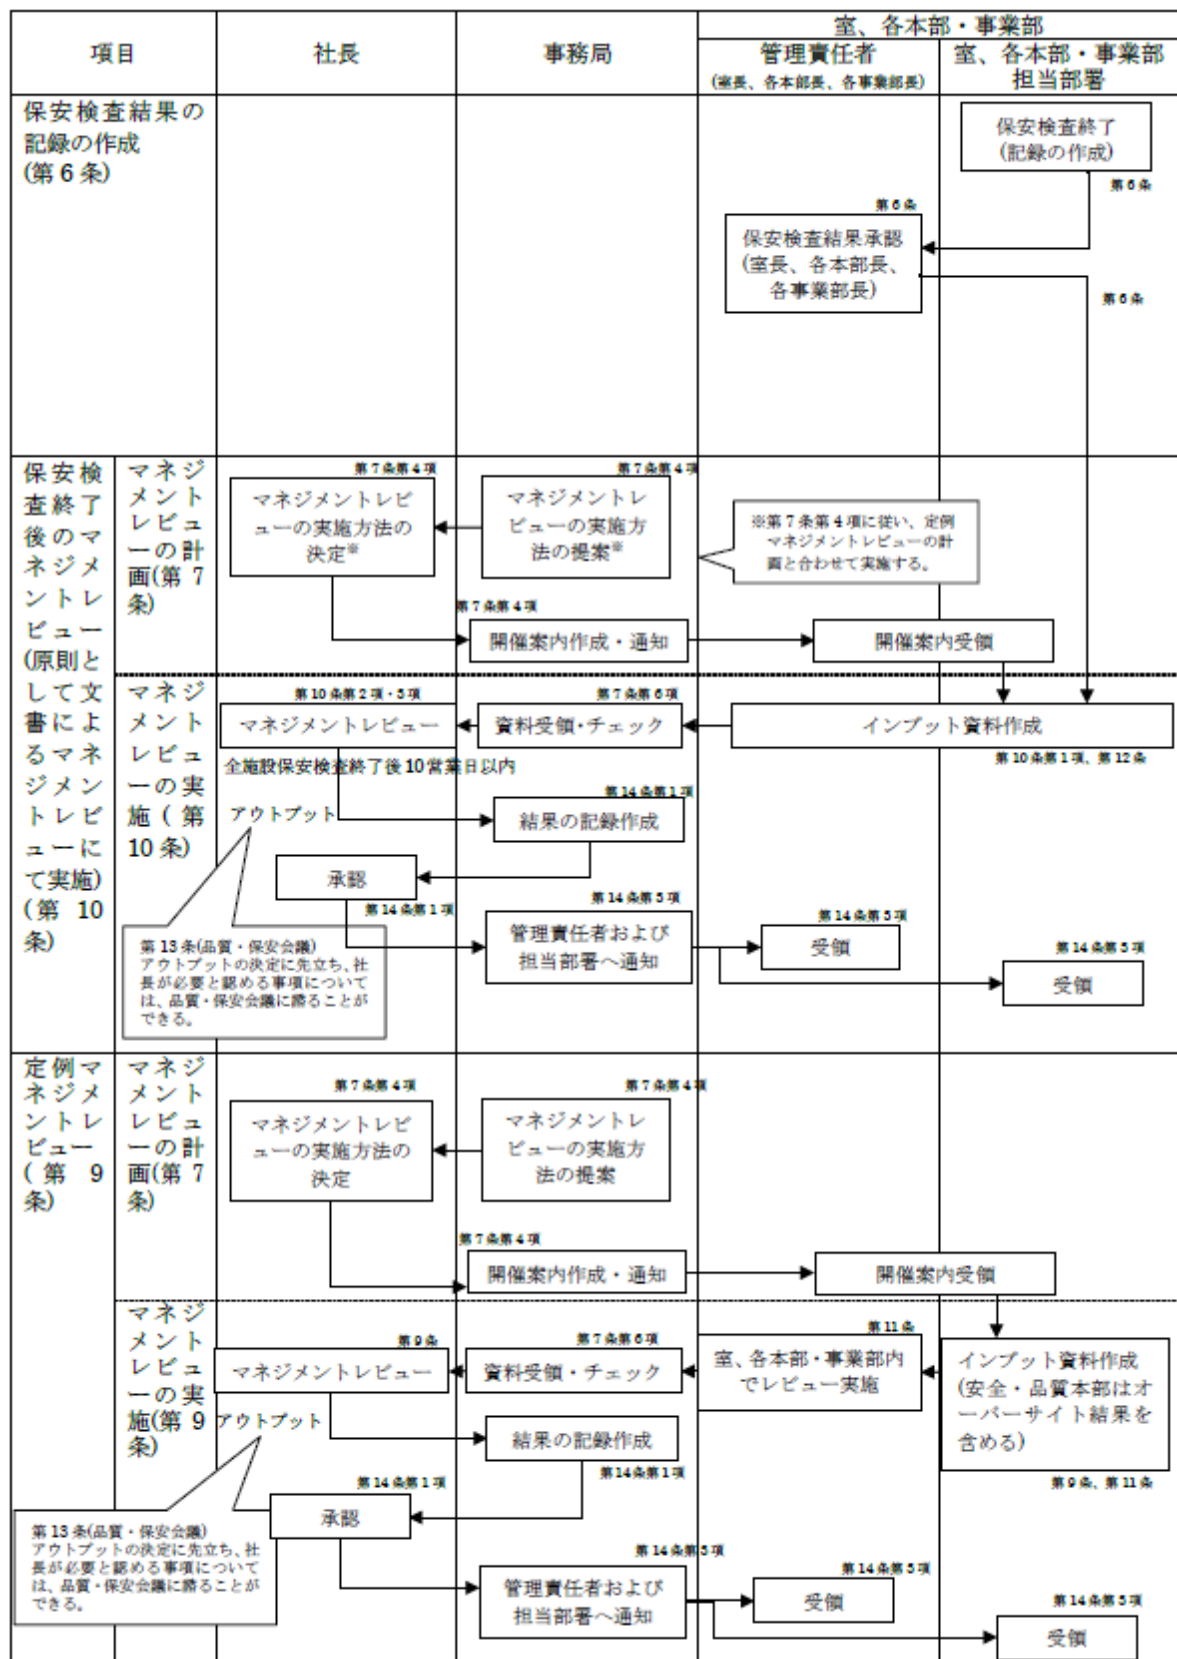 項目
社長
事務局
室、各本部・事業部
管理責任者
(室長、各本部長、各事業部長)
室、各本部・事業部
担当部署
保安検査結果の
記録の作成
(第6条)
保安検査終了
(記録の作成)
第6条
第6条
保安検査結果承認
(室長、各本部長、
各事業部長)
第6条
保安検
査終了
後のマ
ネジメ
ントレ
ビュー
(原則と
して文
書によ
るマネ
ジメン
トレビ
ューに
て実施)
(第10
条)
マネジ
メント
レビュ
ーの計
画(第7
条)
第7条第4項
マネジメントレビ
ューの実施方法の
決定※
第7条第4項
マネジメントレ
ビューの実施方
法の提案※
※第7条第4項に従い、定例
マネジメントレビューの計
画と合わせて実施する。
第7条第4項
開催案内作成・通知
開催案内受領
マネジ
メント
レビュ
ーの実
施(第
10条)
第10条第2項・3項
マネジメントレビュー
第7条第6項
資料受領・チェック
インプット資料作成
第10条第1項、第12条
全施設保安検査終了後10営業日以内
アウトプット
第14条第1項
結果の記録作成
承認
第14条第1項
第14条第3項
管理責任者および
担当部署へ通知
第14条第3項
受領
第14条第3項
受領
第13条(品質・保安会議)
アウトプットの決定に先立ち、社
長が必要と認める事項について
は、品質・保安会議に諮ることが
できる。
定例マ
ネジメ
ントレ
ビュー
(第9
条)
マネジ
メント
レビュ
ーの計
画(第7
条)
第7条第4項
マネジメントレビ
ューの実施方法の
決定
第7条第4項
マネジメントレ
ビューの実施方
法の提案
第7条第4項
開催案内作成・通知
開催案内受領
マネジ
メント
レビュ
ーの実
施(第9
条)
第9条
マネジメントレビュー
第7条第6項
資料受領・チェック
第11条
室、各本部・事業部内
でレビュー実施
インプット資料作成
(安全・品質本部はオ
ーバーサイト結果を
含める)
第9条、第11条
アウトプット
結果の記録作成
第14条第1項
第14条第1項
承認
第13条(品質・保安会議)
アウトプットの決定に先立ち、社
長が必要と認める事項について
は、品質・保安会議に諮ることが
できる。
第14条第3項
管理責任者および
担当部署へ通知
第14条第3項
受領
第14条第3項
受領